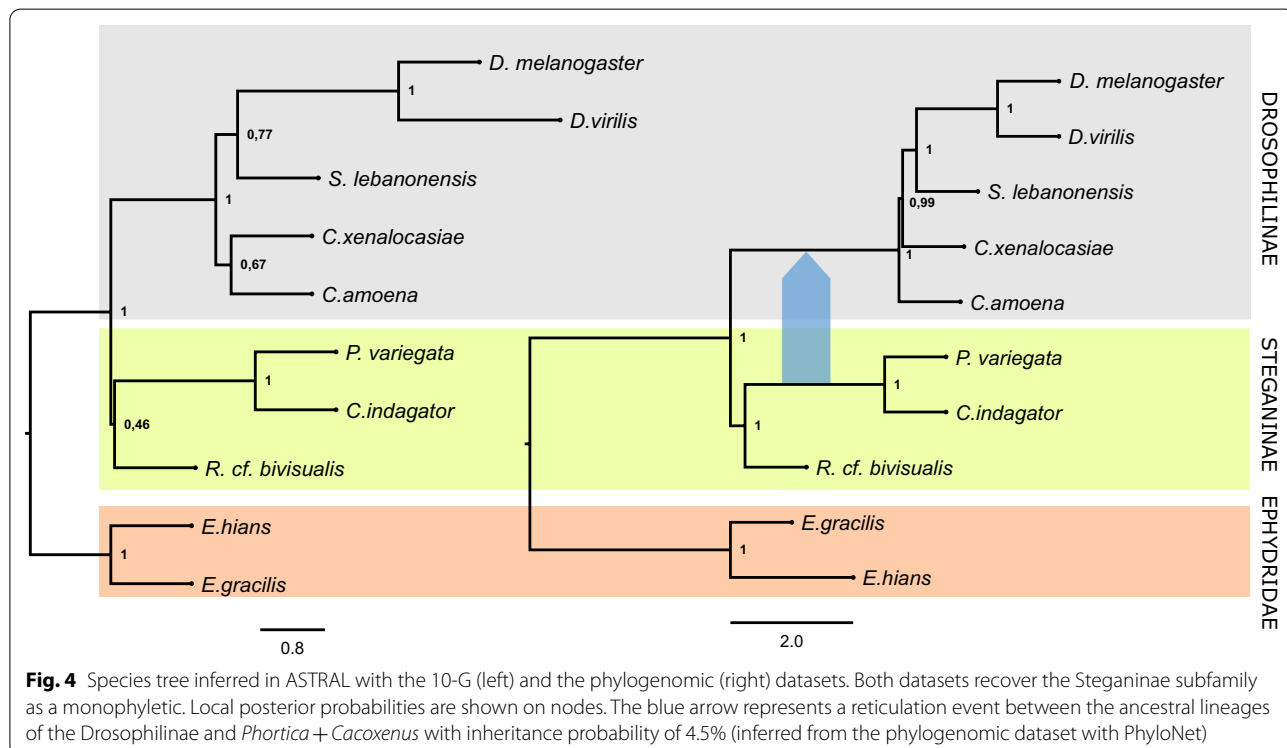 D. melanogaster
1
D.virilis
0,77
S. lebanonensis
1
C.xenalocasiae
0,67
C.amoena
1
P. variegata
1
C.indagator
0,46
R. cf. bivisualis
E.hians
1
E.gracilis
0.8
D. melanogaster
1
D.virilis
1
S. lebanonensis
0,99
C.xenalocasiae
1
C.amoena
1
P. variegata
1
C.indagator
1
R. cf. bivisualis
E.gracilis
1
E.hians
2.0
DROSOPHILINAE
STEGANINAE
EPHYDRIDAE
Fig. 4 Species tree inferred in ASTRAL with the 10-G (left) and the phylogenomic (right) datasets. Both datasets recover the Steganinae subfamily
as a monophyletic. Local posterior probabilities are shown on nodes. The blue arrow represents a reticulation event between the ancestral lineages
of the Drosophilinae and Phortica + Cacoxenus with inheritance probability of 4.5% (inferred from the phylogenomic dataset with PhyloNet)